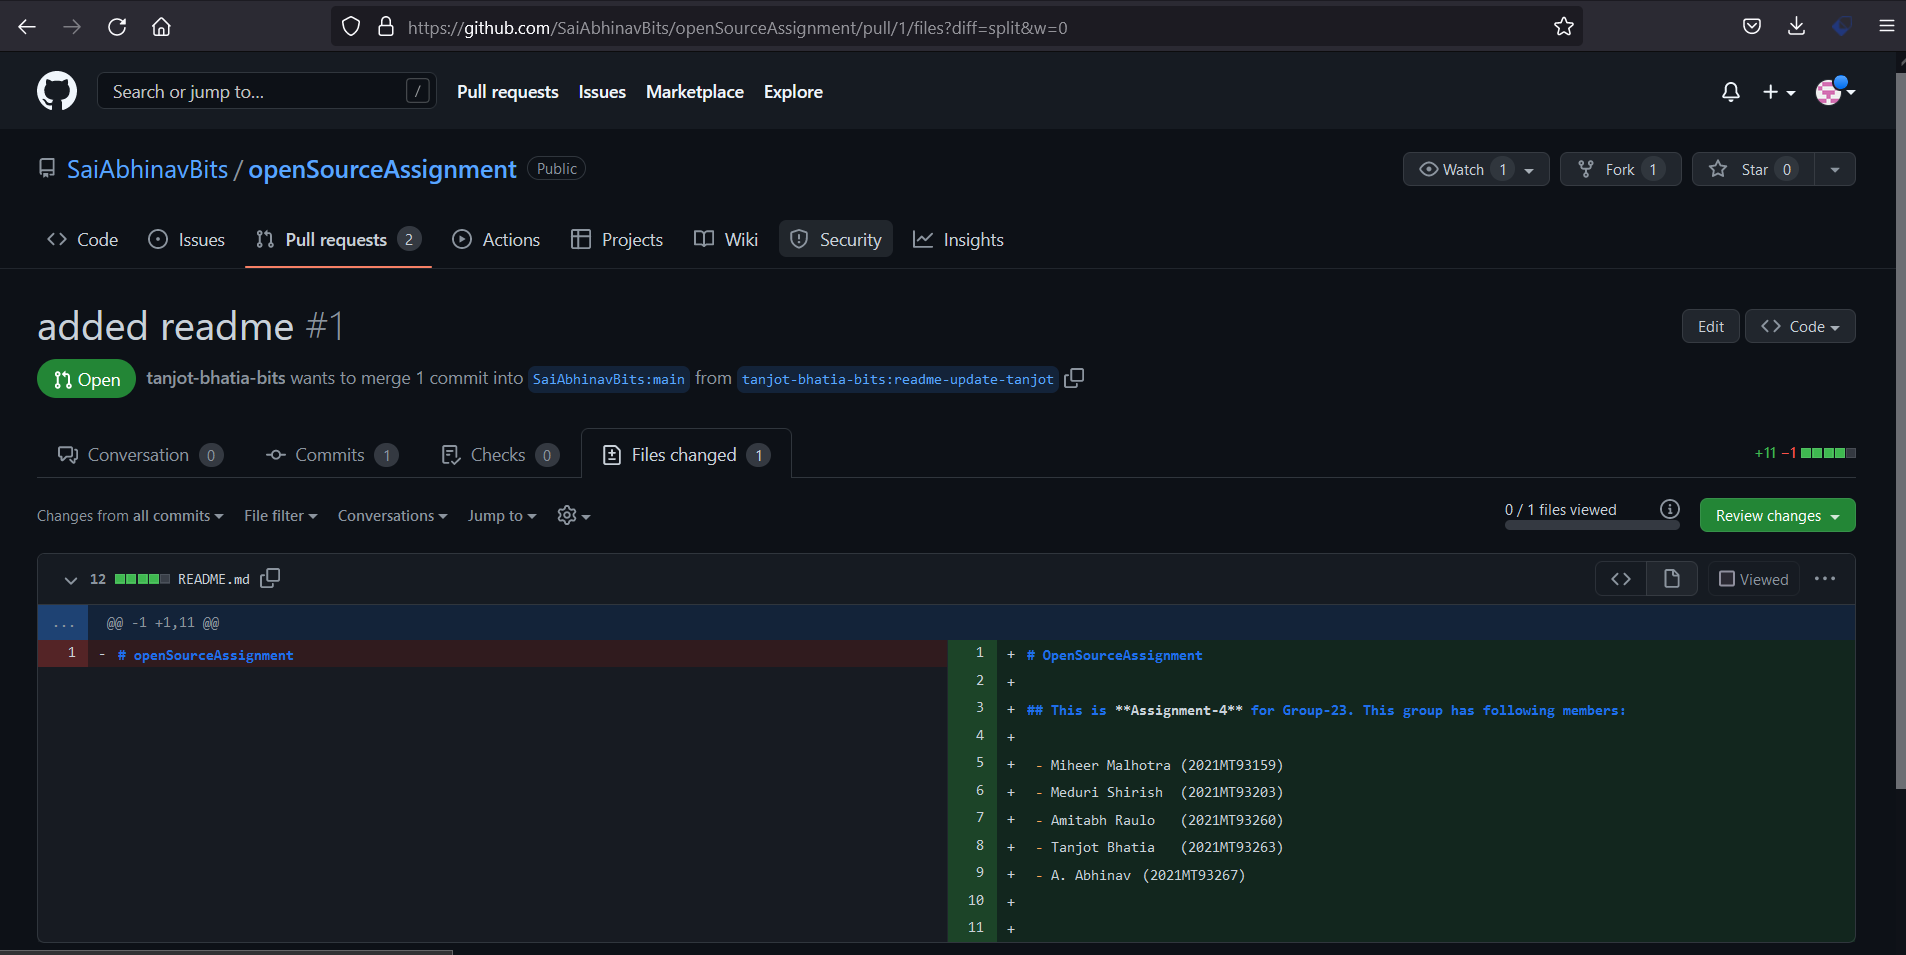 https://github.com/SaiAbhinavBits/openSourceAssignment/pull/1/files?diff=split&w=0
Search or jump to... / Pull requests Issues Marketplace Explore
SaiAbhinavBits / openSourceAssignment Public Watch 1 Fork 1 Star 0
Code Issues Pull requests 2 Actions Projects Wiki Security Insights
added readme #1 Edit Code
Open tanjot-bhatia-bits wants to merge 1 commit into SaiAbhinavBits:main from tanjot-bhatia-bits:readme-update-tanjot
Conversation 0 Commits 1 Checks 0 Files changed 1 +11 −1
Changes from all commits File filter Conversations Jump to 0 / 1 files viewed Review changes
12 README.md Viewed ...
... @@ -1 +1,11 @@
1 - # openSourceAssignment 1 + # OpenSourceAssignment
2 +
3 + ## This is **Assignment-4** for Group-23. This group has following members:
4 +
5 + - Miheer Malhotra (2021MT93159)
6 + - Meduri Shirish (2021MT93203)
7 + - Amitabh Raulo (2021MT93260)
8 + - Tanjot Bhatia (2021MT93263)
9 + - A. Abhinav (2021MT93267)
10 +
11 +